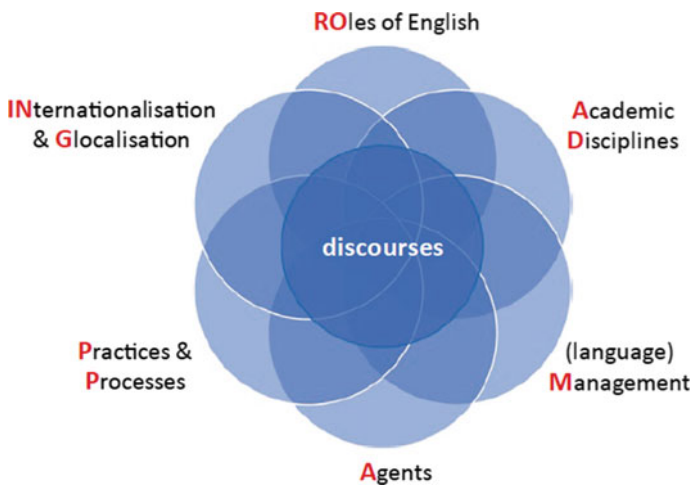 ROles of English
INternationalisation
& Glocalisation
Academic
Disciplines
discourses
Practices &
Processes
(language)
Management
Agents